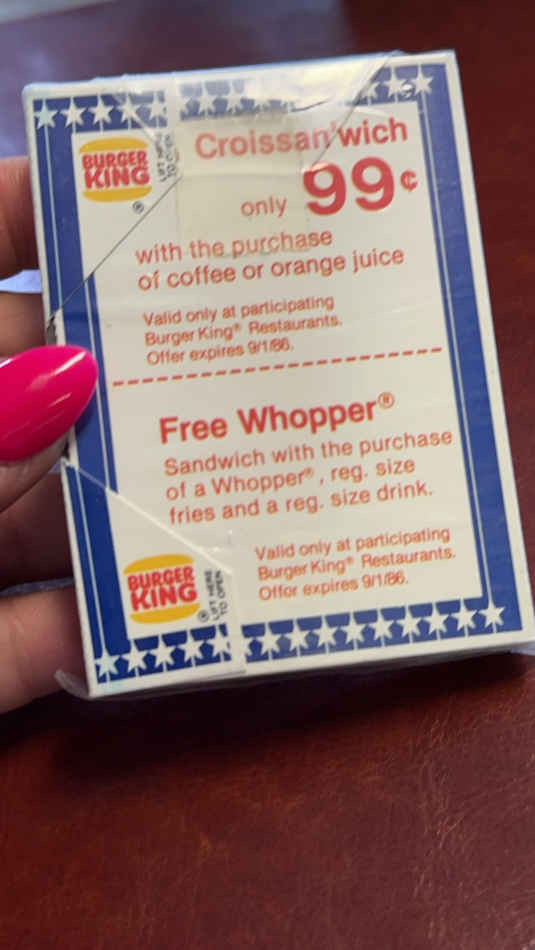 BURGER
KING
®
LIFT HERE
TO OPEN
Croissan'wich
only 99¢
with the purchase
of coffee or orange juice
Valid only at participating
Burger King® Restaurants.
Offer expires 9/1/86.
Free Whopper®
Sandwich with the purchase
of a Whopper®, reg. size
fries and a reg. size drink.
BURGER
KING
®
LIFT HERE
TO OPEN
Valid only at participating
Burger King® Restaurants.
Offer expires 9/1/86.